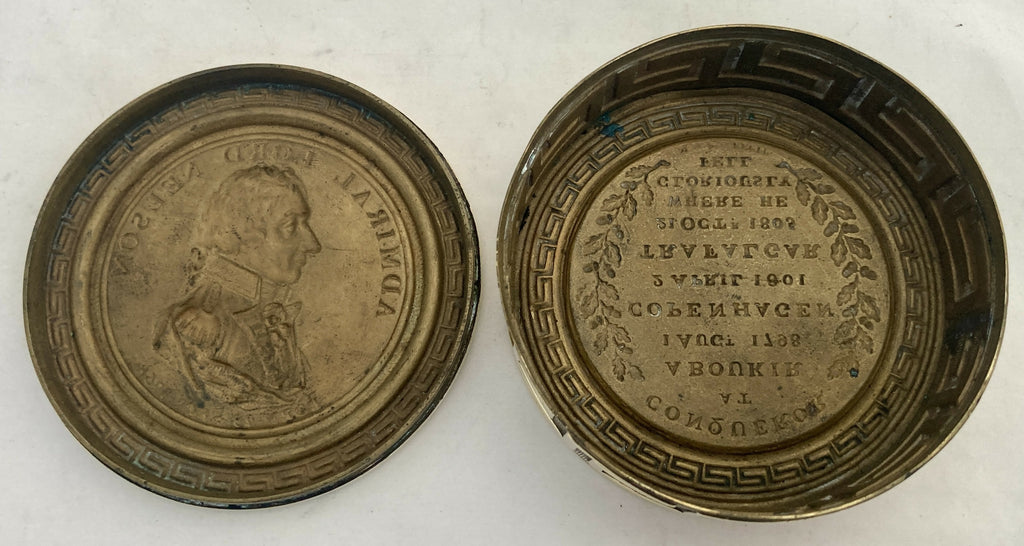 ADMIRAL LORD NELSON
CONQUEROR
AT
ABOUKIR
1 AUGT 1798
COPENHAGEN
2 APRIL 1801
TRAFALGAR
21 OCTR 1805
WHERE HE
GLORIOUSLY
FELL